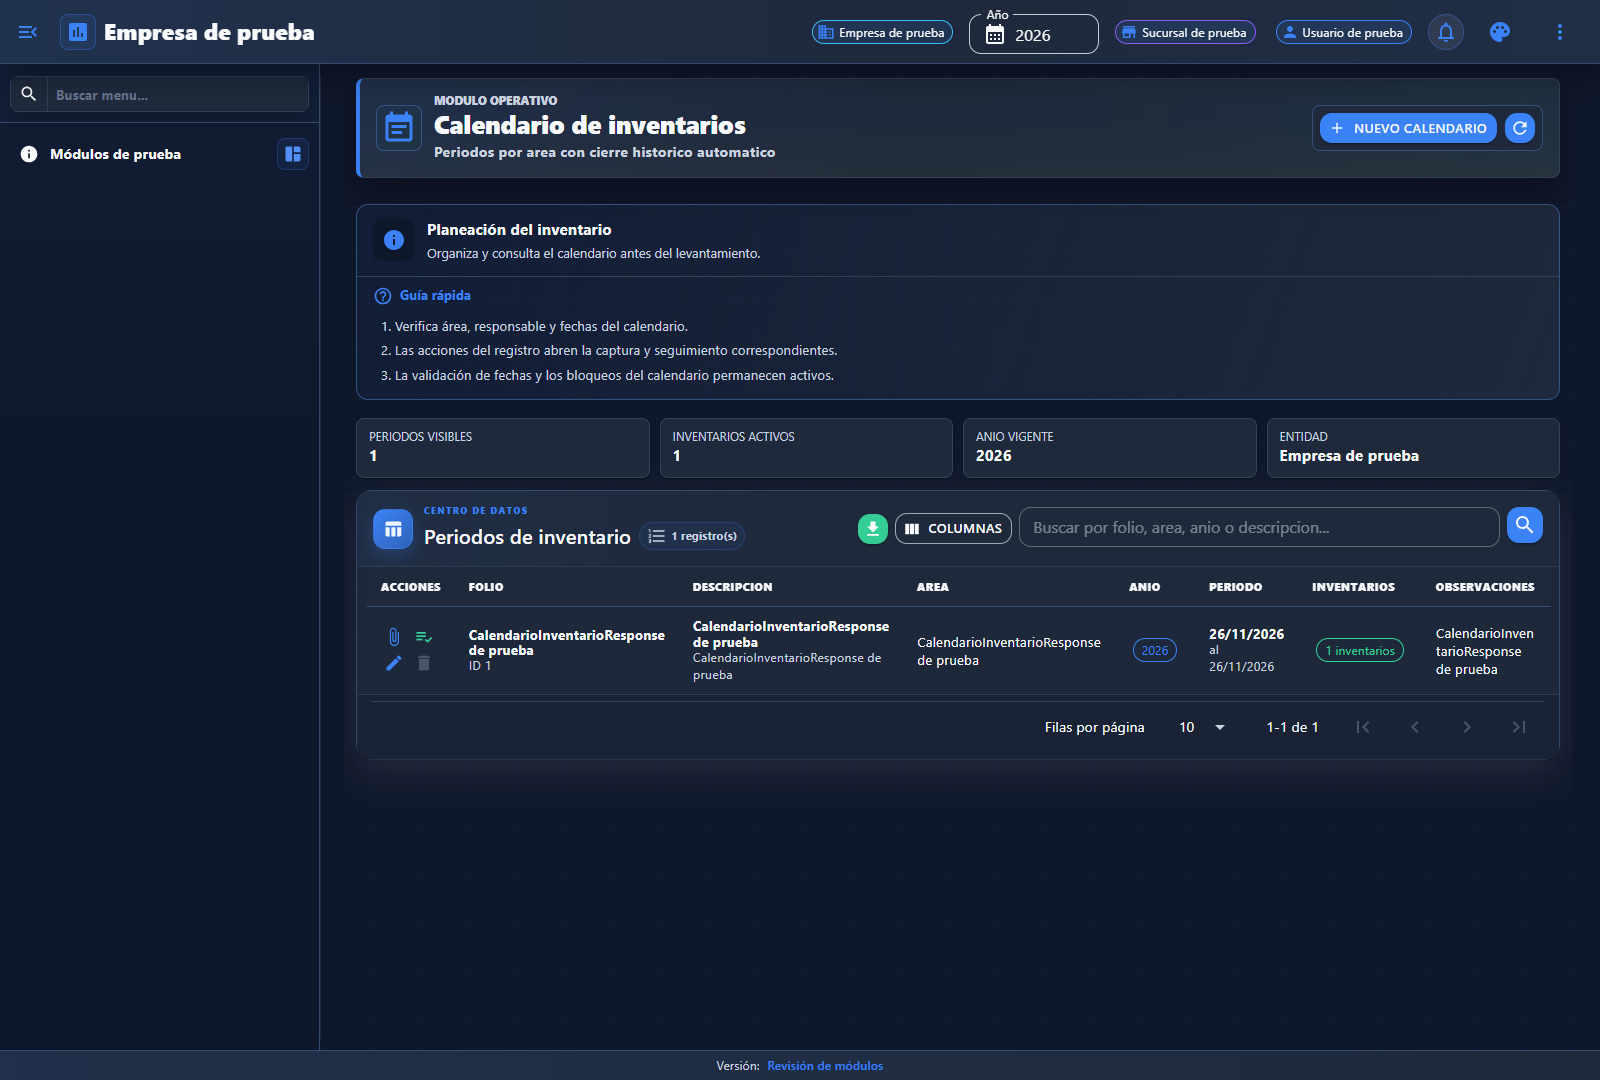 Empresa de prueba
Empresa de prueba
Año
2026
Sucursal de prueba
Usuario de prueba
Buscar menu...
Módulos de prueba
MODULO OPERATIVO
Calendario de inventarios
Periodos por area con cierre historico automatico
NUEVO CALENDARIO
Planeación del inventario
Organiza y consulta el calendario antes del levantamiento.
Guía rápida
1. Verifica área, responsable y fechas del calendario.
2. Las acciones del registro abren la captura y seguimiento correspondientes.
3. La validación de fechas y los bloqueos del calendario permanecen activos.
PERIODOS VISIBLES
1
INVENTARIOS ACTIVOS
1
ANIO VIGENTE
2026
ENTIDAD
Empresa de prueba
CENTRO DE DATOS
Periodos de inventario
1 registro(s)
COLUMNAS
Buscar por folio, area, anio o descripcion...
ACCIONES FOLIO DESCRIPCION AREA ANIO PERIODO INVENTARIOS OBSERVACIONES
CalendarioInventarioResponse
de prueba
ID 1
CalendarioInventarioResponse
de prueba
CalendarioInventarioResponse de
prueba
CalendarioInventarioResponse
de prueba
2026
26/11/2026
al
26/11/2026
1 inventarios
CalendarioInven
tarioResponse
de prueba
Filas por página 10 1-1 de 1
Versión: Revisión de módulos